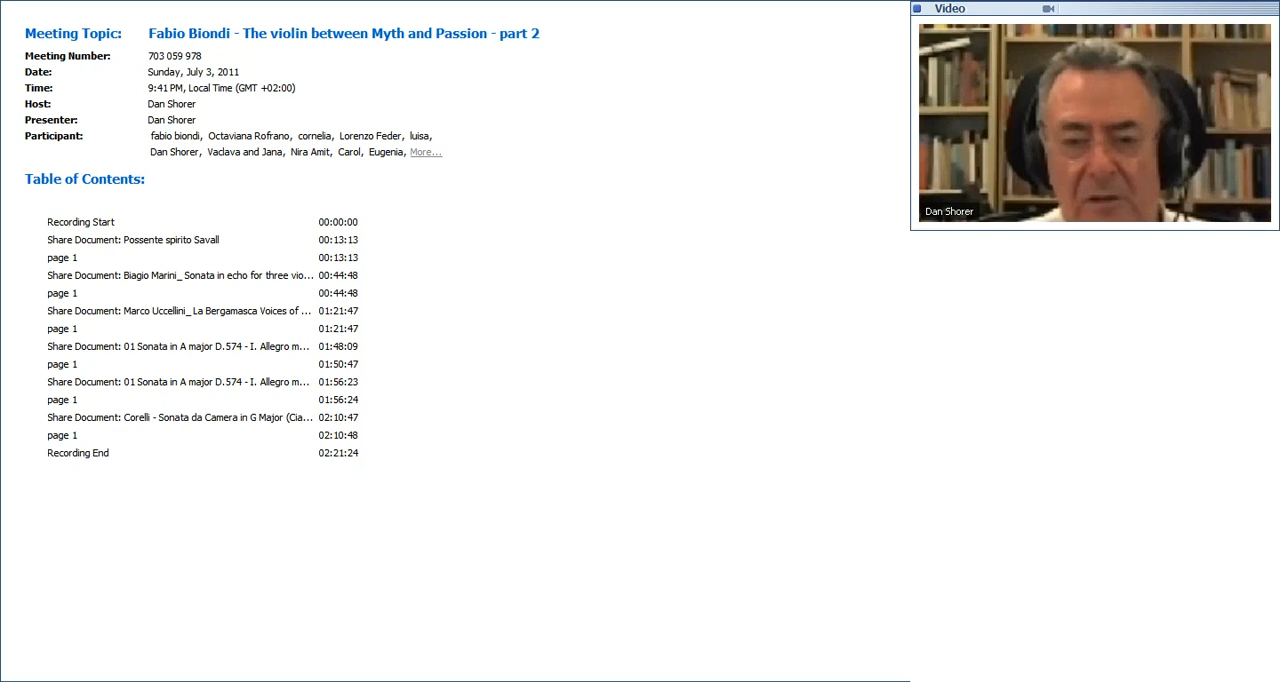 Meeting Topic: Fabio Biondi - The violin between Myth and Passion - part 2
Meeting Number: 703 059 978
Date: Sunday, July 3, 2011
Time: 9:41 PM, Local Time (GMT +02:00)
Host: Dan Shorer
Presenter: Dan Shorer
Participant: fabio biondi, Octaviana Rofrano, cornelia, Lorenzo Feder, luisa,
Dan Shorer, Vaclava and Jana, Nira Amit, Carol, Eugenia, More...
Table of Contents:
Recording Start 00:00:00
Share Document: Possente spirito Savall 00:13:13
page 1 00:13:13
Share Document: Biagio Marini_ Sonata in echo for three vio... 00:44:48
page 1 00:44:48
Share Document: Marco Uccellini_ La Bergamasca Voices of ... 01:21:47
page 1 01:21:47
Share Document: 01 Sonata in A major D.574 - I. Allegro m... 01:48:09
page 1 01:50:47
Share Document: 01 Sonata in A major D.574 - I. Allegro m... 01:56:23
page 1 01:56:24
Share Document: Corelli - Sonata da Camera in G Major (Cia... 02:10:47
page 1 02:10:48
Recording End 02:21:24
Video
Dan Shorer